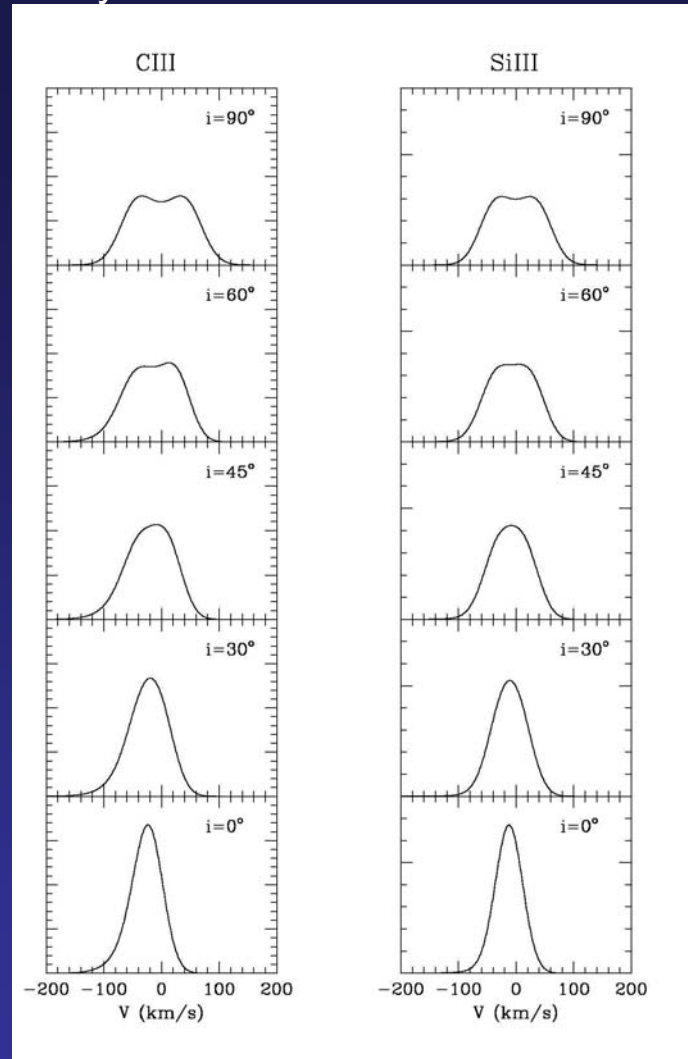 CIII SiIII
i=90° i=90°
i=60° i=60°
i=45° i=45°
i=30° i=30°
i=0° i=0°
−200 −100 0 100 200 −200 −100 0 100 200
V (km/s) V (km/s)